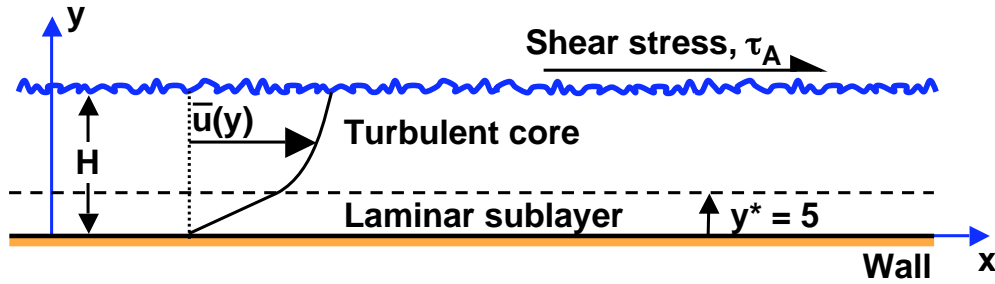 y
Shear stress, τA
u̅(y)
Turbulent core
H
Laminar sublayer
y* = 5
x
Wall